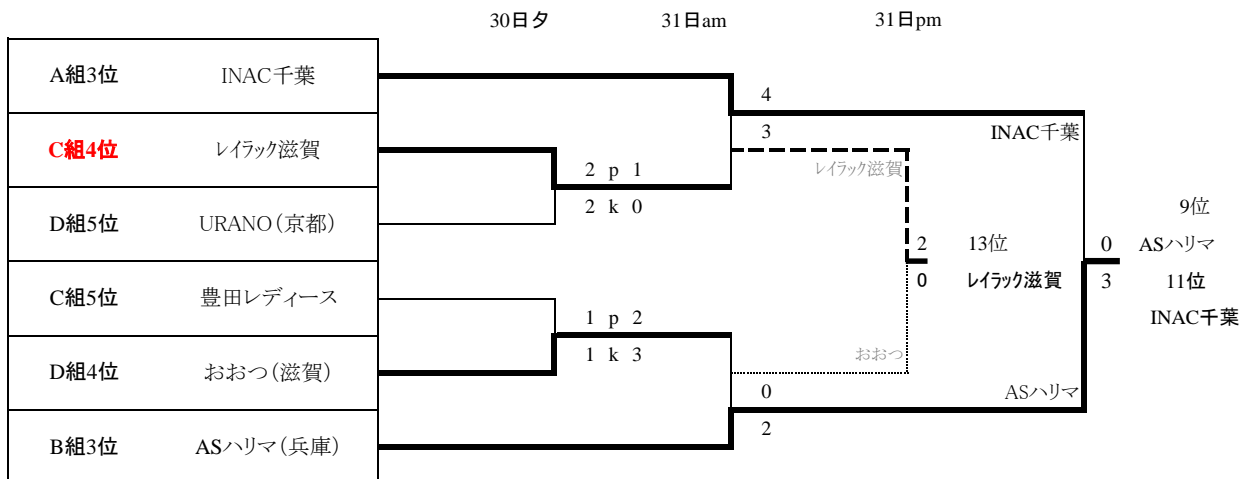 30日夕 31日am 31日pm
A組3位 INAC千葉
4
3 INAC千葉
C組4位 レイラック滋賀
2 p 1 レイラック滋賀
2 k 0
9位
D組5位 URANO(京都)
2 13位 0 ASハリマ
0 レイラック滋賀 3 11位
C組5位 豊田レディース
INAC千葉
1 p 2
1 k 3 おおつ
D組4位 おおつ(滋賀)
0 ASハリマ
2
B組3位 ASハリマ(兵庫)